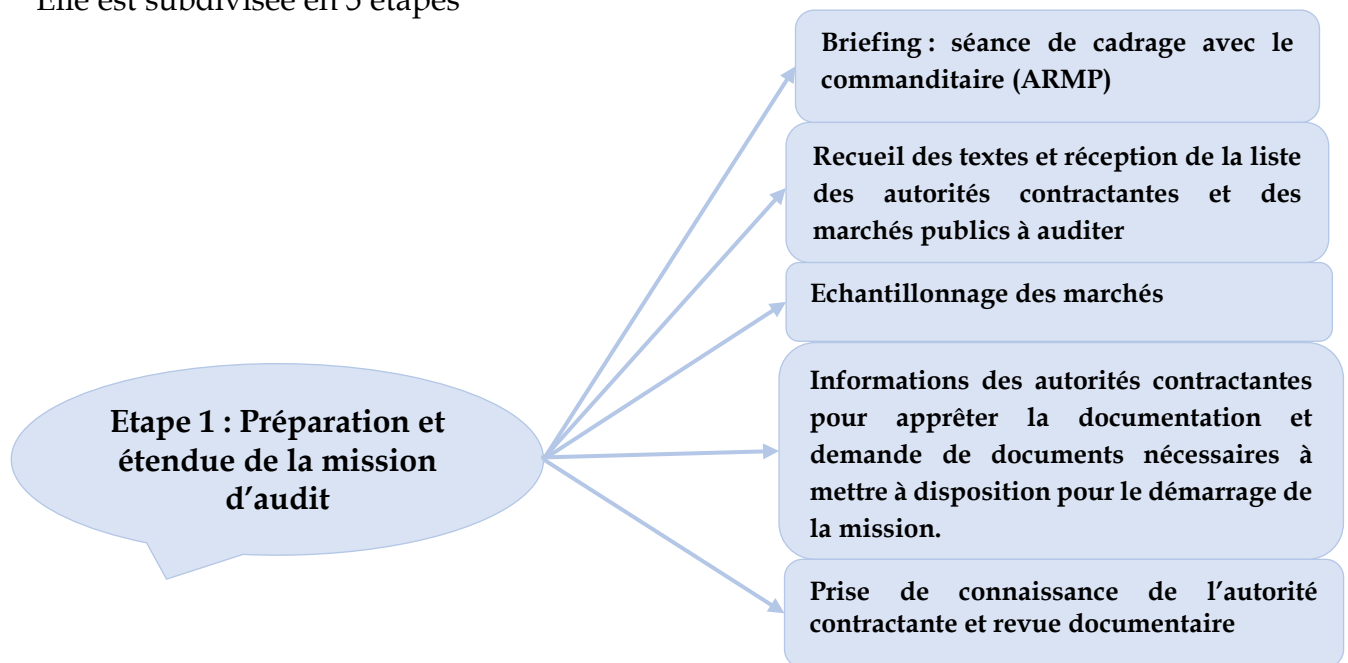 Elle est subdivisée en 5 étapes
Briefing : séance de cadrage avec le
commanditaire (ARMP)
Recueil des textes et réception de la liste
des autorités contractantes et des
marchés publics à auditer
Echantillonnage des marchés
Informations des autorités contractantes
pour apprêter la documentation et
demande de documents nécessaires à
mettre à disposition pour le démarrage de
la mission.
Prise de connaissance de l'autorité
contractante et revue documentaire
Etape 1 : Préparation et
étendue de la mission
d'audit